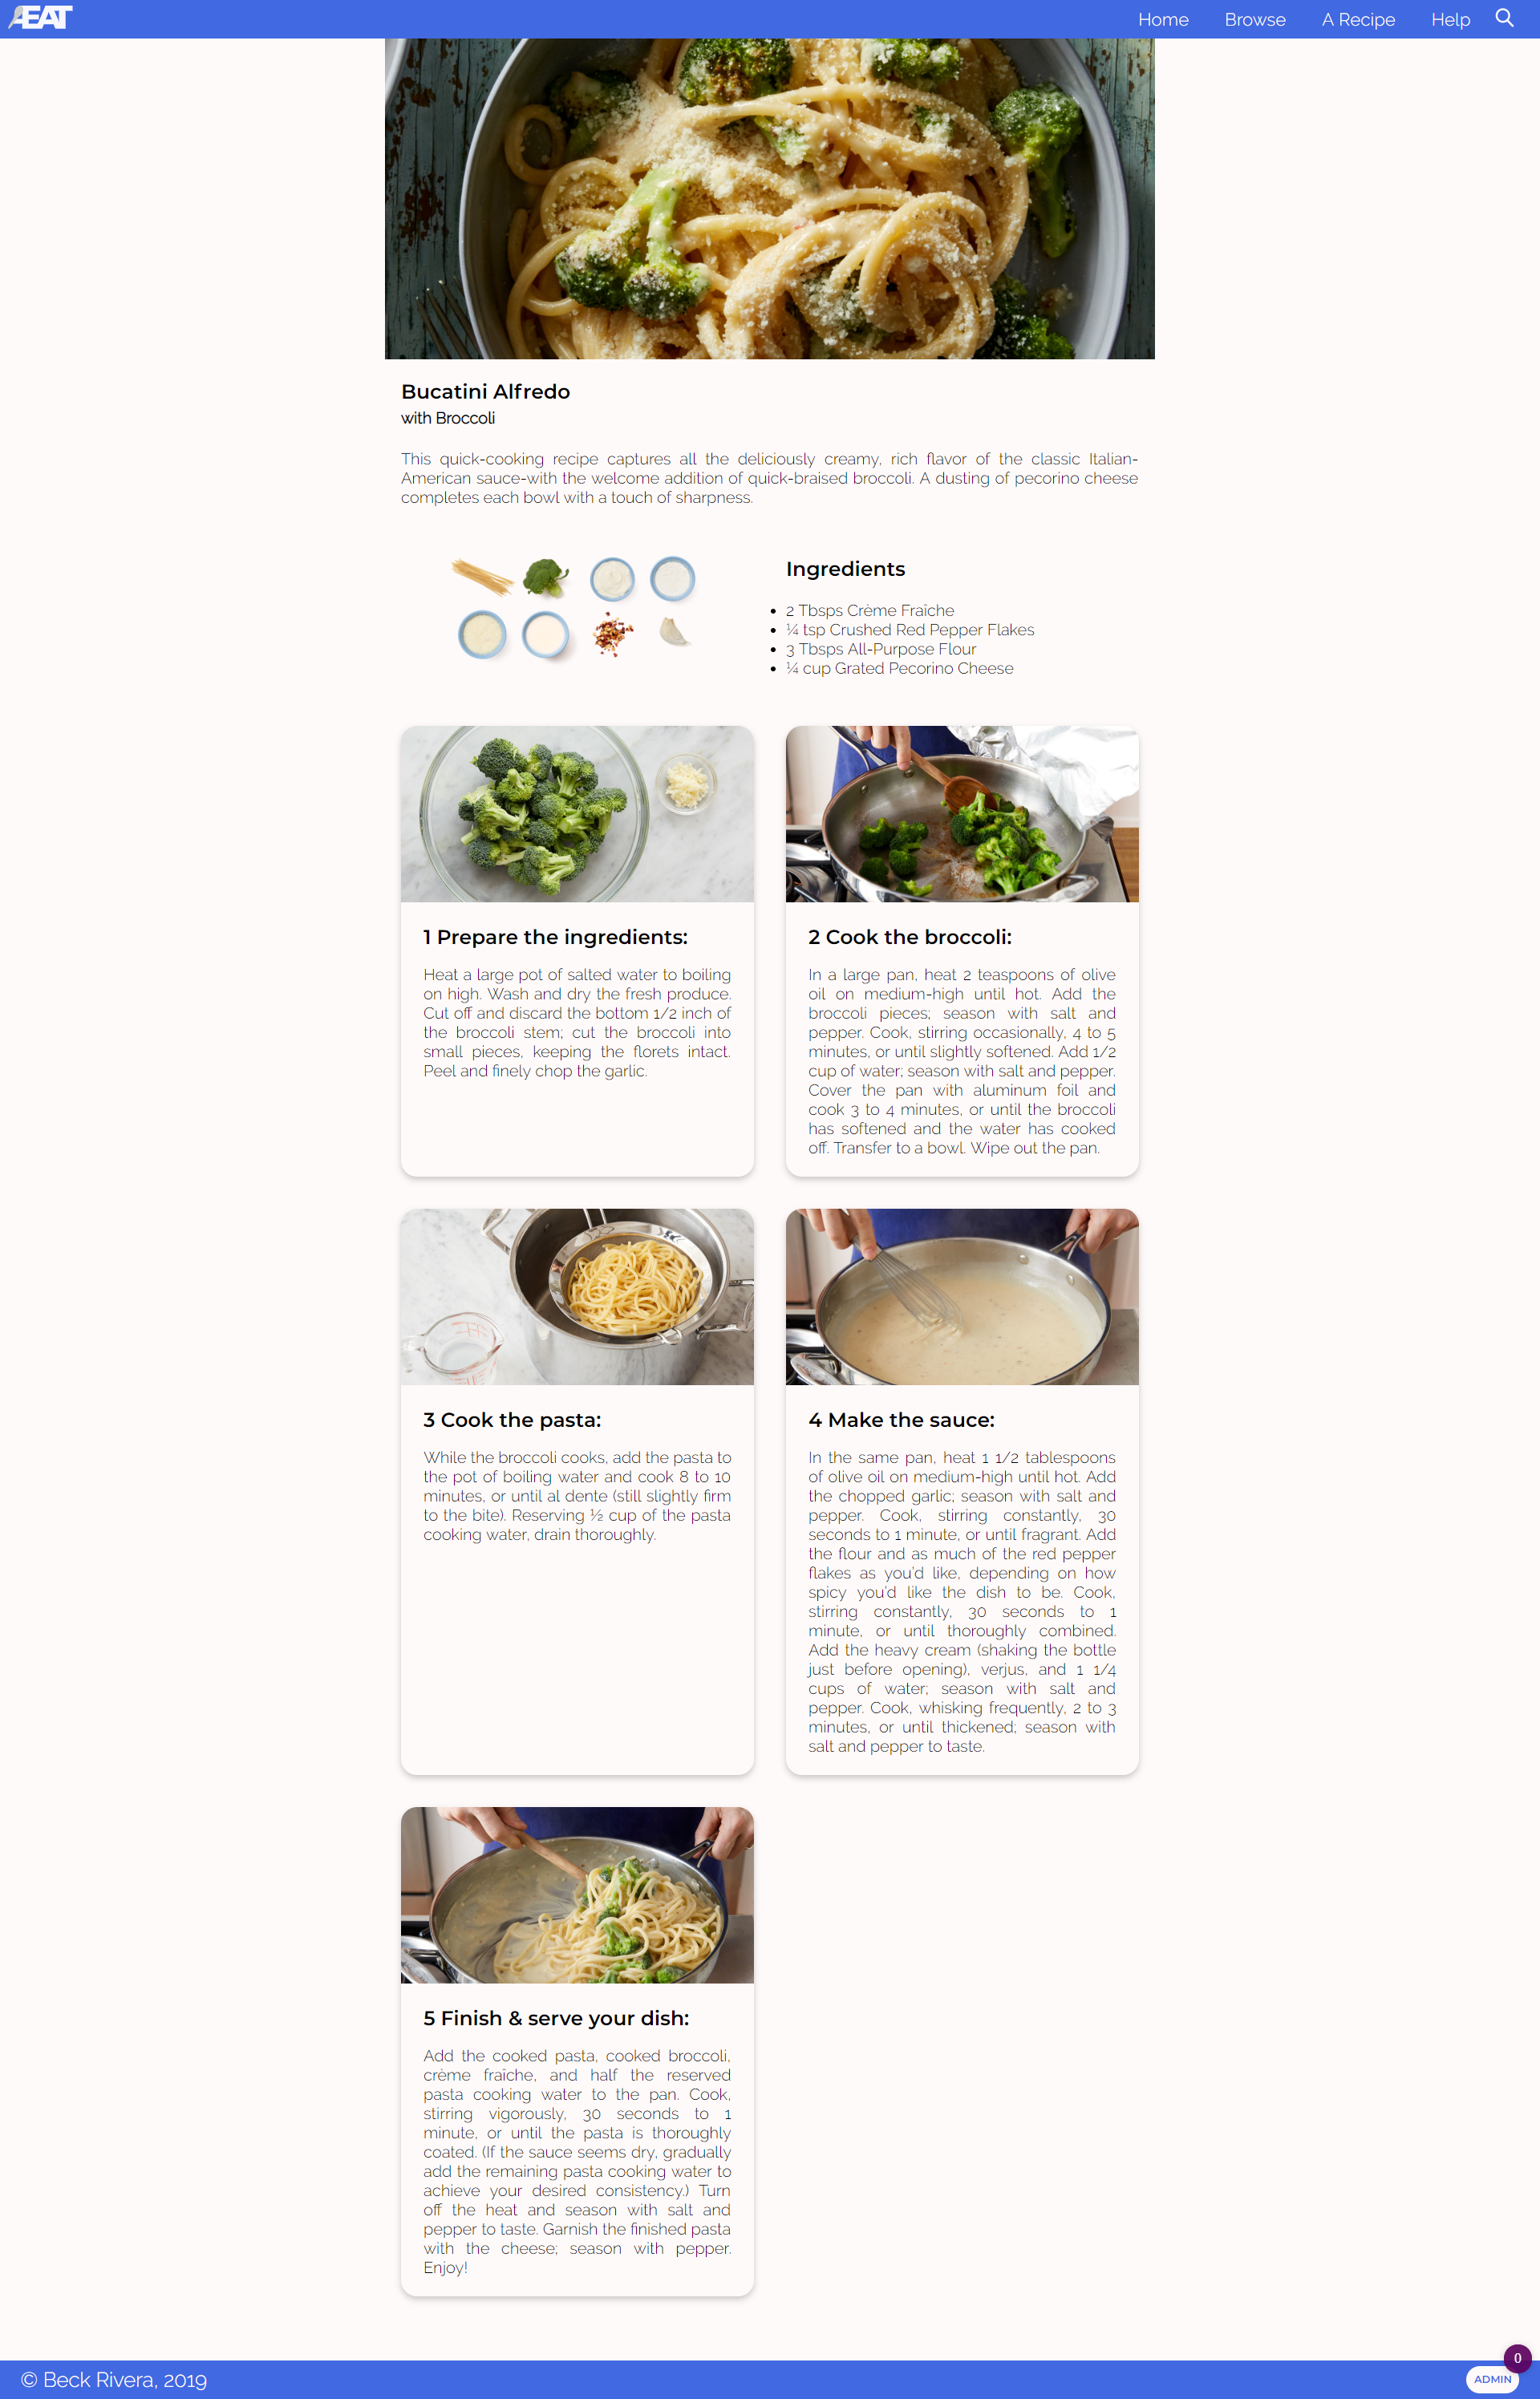 ÆEAT
Home Browse A Recipe Help
Bucatini Alfredo
with Broccoli
This quick-cooking recipe captures all the deliciously creamy, rich flavor of the classic Italian-
American sauce-with the welcome addition of quick-braised broccoli. A dusting of pecorino cheese
completes each bowl with a touch of sharpness.
Ingredients
2 Tbsps Crème Fraîche
¼ tsp Crushed Red Pepper Flakes
3 Tbsps All-Purpose Flour
¼ cup Grated Pecorino Cheese
1 Prepare the ingredients:
Heat a large pot of salted water to boiling
on high. Wash and dry the fresh produce.
Cut off and discard the bottom 1/2 inch of
the broccoli stem; cut the broccoli into
small pieces, keeping the florets intact.
Peel and finely chop the garlic.
2 Cook the broccoli:
In a large pan, heat 2 teaspoons of olive
oil on medium-high until hot. Add the
broccoli pieces; season with salt and
pepper. Cook, stirring occasionally, 4 to 5
minutes, or until slightly softened. Add 1/2
cup of water; season with salt and pepper.
Cover the pan with aluminum foil and
cook 3 to 4 minutes, or until the broccoli
has softened and the water has cooked
off. Transfer to a bowl. Wipe out the pan.
3 Cook the pasta:
While the broccoli cooks, add the pasta to
the pot of boiling water and cook 8 to 10
minutes, or until al dente (still slightly firm
to the bite). Reserving ½ cup of the pasta
cooking water, drain thoroughly.
4 Make the sauce:
In the same pan, heat 1 1/2 tablespoons
of olive oil on medium-high until hot. Add
the chopped garlic; season with salt and
pepper. Cook, stirring constantly, 30
seconds to 1 minute, or until fragrant. Add
the flour and as much of the red pepper
flakes as you'd like, depending on how
spicy you'd like the dish to be. Cook,
stirring constantly, 30 seconds to 1
minute, or until thoroughly combined.
Add the heavy cream (shaking the bottle
just before opening), verjus, and 1 1/4
cups of water; season with salt and
pepper. Cook, whisking frequently, 2 to 3
minutes, or until thickened; season with
salt and pepper to taste.
5 Finish & serve your dish:
Add the cooked pasta, cooked broccoli,
crème fraîche, and half the reserved
pasta cooking water to the pan. Cook,
stirring vigorously, 30 seconds to 1
minute, or until the pasta is thoroughly
coated. (If the sauce seems dry, gradually
add the remaining pasta cooking water to
achieve your desired consistency.) Turn
off the heat and season with salt and
pepper to taste. Garnish the finished pasta
with the cheese; season with pepper.
Enjoy!
© Beck Rivera, 2019
0
ADMIN